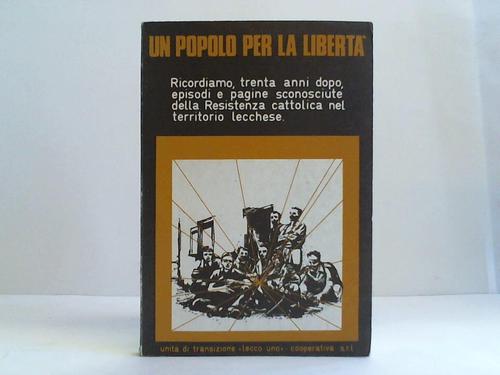 UN POPOLO PER LA LIBERTÀ
Ricordiamo, trenta anni dopo,
episodi e pagine sconosciute
della Resistenza cattolica nel
territorio lecchese.
unità di transizione «lecco uno» cooperativa a.r.l.